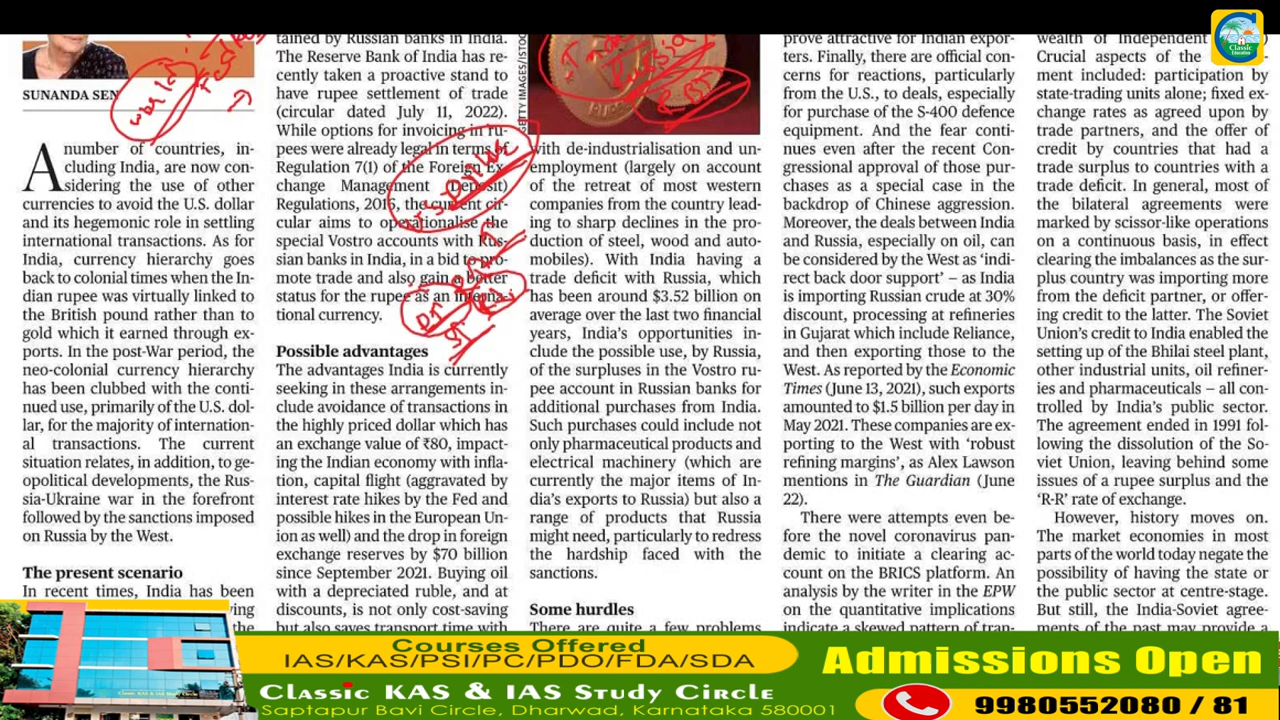 SUNANDA SEN
A number of countries, in-
cluding India, are now con-
sidering the use of other
currencies to avoid the U.S. dollar
and its hegemonic role in settling
international transactions. As for
India, currency hierarchy goes
back to colonial times when the In-
dian rupee was virtually linked to
the British pound rather than to
gold which it earned through ex-
ports. In the post-War period, the
neo-colonial currency hierarchy
has been clubbed with the conti-
nued use, primarily of the U.S. dol-
lar, for the majority of internation-
al transactions. The current
situation relates, in addition, to ge-
opolitical developments, the Rus-
sia-Ukraine war in the forefront
followed by the sanctions imposed
on Russia by the West.
The present scenario
In recent times, India has been
tained by Russian banks in India.
The Reserve Bank of India has re-
cently taken a proactive stand to
have rupee settlement of trade
(circular dated July 11, 2022).
While options for invoicing in ru-
pees were already legal in terms of
Regulation 7(1) of the Foreign Ex-
change Management (Deposit)
Regulations, 2016, the current cir-
cular aims to operationalise the
special Vostro accounts with Rus-
sian banks in India, in a bid to pro-
mote trade and also gain a better
status for the rupee as an interna-
tional currency.
Possible advantages
The advantages India is currently
seeking in these arrangements in-
clude avoidance of transactions in
the highly priced dollar which has
an exchange value of ₹80, impact-
ing the Indian economy with infla-
tion, capital flight (aggravated by
interest rate hikes by the Fed and
possible hikes in the European Un-
ion as well) and the drop in foreign
exchange reserves by $70 billion
since September 2021. Buying oil
with a depreciated ruble, and at
discounts, is not only cost-saving
but also saves transport time with
GETTY IMAGES/ISTOC
with de-industrialisation and un-
employment (largely on account
of the retreat of most western
companies from the country lead-
ing to sharp declines in the pro-
duction of steel, wood and auto-
mobiles). With India having a
trade deficit with Russia, which
has been around $3.52 billion on
average over the last two financial
years, India's opportunities in-
clude the possible use, by Russia,
of the surpluses in the Vostro ru-
pee account in Russian banks for
additional purchases from India.
Such purchases could include not
only pharmaceutical products and
electrical machinery (which are
currently the major items of In-
dia's exports to Russia) but also a
range of products that Russia
might need, particularly to redress
the hardship faced with the
sanctions.
Some hurdles
There are quite a few problems
prove attractive for Indian expor-
ters. Finally, there are official con-
cerns for reactions, particularly
from the U.S., to deals, especially
for purchase of the S-400 defence
equipment. And the fear conti-
nues even after the recent Con-
gressional approval of those pur-
chases as a special case in the
backdrop of Chinese aggression.
Moreover, the deals between India
and Russia, especially on oil, can
be considered by the West as 'indi-
rect back door support' – as India
is importing Russian crude at 30%
discount, processing at refineries
in Gujarat which include Reliance,
and then exporting those to the
West. As reported by the Economic
Times (June 13, 2021), such exports
amounted to $1.5 billion per day in
May 2021. These companies are ex-
porting to the West with 'robust
refining margins', as Alex Lawson
mentions in The Guardian (June
22).
There were attempts even be-
fore the novel coronavirus pan-
demic to initiate a clearing ac-
count on the BRICS platform. An
analysis by the writer in the EPW
on the quantitative implications
indicate a skewed pattern of tran-
wealth of Independent
Crucial aspects of the
ment included: participation by
state-trading units alone; fixed ex-
change rates as agreed upon by
trade partners, and the offer of
credit by countries that had a
trade surplus to countries with a
trade deficit. In general, most of
the bilateral agreements were
marked by scissor-like operations
on a continuous basis, in effect
clearing the imbalances as the sur-
plus country was importing more
from the deficit partner, or offer-
ing credit to the latter. The Soviet
Union's credit to India enabled the
setting up of the Bhilai steel plant,
other industrial units, oil refiner-
ies and pharmaceuticals – all con-
trolled by India's public sector.
The agreement ended in 1991 fol-
lowing the dissolution of the So-
viet Union, leaving behind some
issues of a rupee surplus and the
'R-R' rate of exchange.
However, history moves on.
The market economies in most
parts of the world today negate the
possibility of having the state or
the public sector at centre-stage.
But still, the India-Soviet agree-
ments of the past may provide a
Classic
Education
Courses Offered
IAS/KAS/PSI/PC/PDO/FDA/SDA
Classic KAS & IAS Study Circle
Saptapur Bavi Circle, Dharwad, Karnataka 580001
Admissions Open
9980552080 / 81